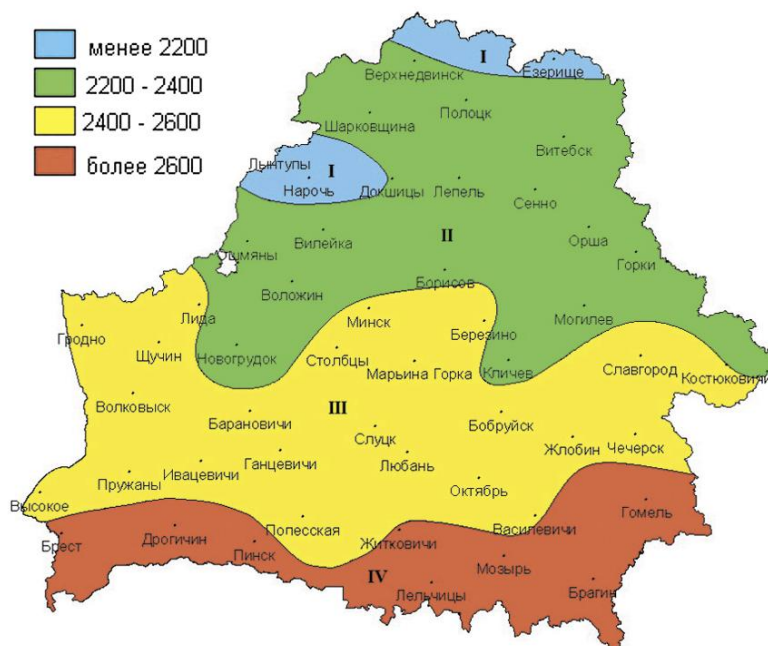 менее 2200
2200 - 2400
2400 - 2600
более 2600
I
Езерище
Верхнедвинск
Полоцк
Шарковщина
Витебск
Лынтупы
I
Нарочь
Докшицы
Лепель
Сенно
II
Вилейка
Ошмяны
Орша
Горки
Борисов
Воложин
Лида
Минск
Могилев
Гродно
Березино
Щучин
Новогрудок
Столбцы
Марьина Горка
Кличев
Славгород
Костюковичи
Волковыск
III
Барановичи
Слуцк
Бобруйск
Жлобин
Чечерск
Ивацевичи
Ганцевичи
Любань
Пружаны
Октябрь
Высокое
Гомель
Полесская
Василевичи
Брест
Дрогичин
Пинск
Житковичи
Мозырь
IV
Лельчицы
Брагин